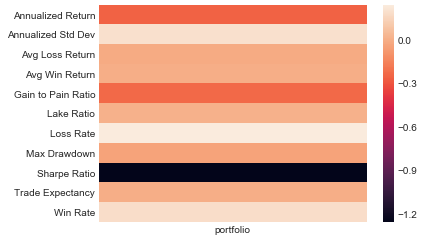 Annualized Return
Annualized Std Dev
Avg Loss Return
Avg Win Return
Gain to Pain Ratio
Lake Ratio
Loss Rate
Max Drawdown
Sharpe Ratio
Trade Expectancy
Win Rate
portfolio
0.0
−0.3
−0.6
−0.9
−1.2